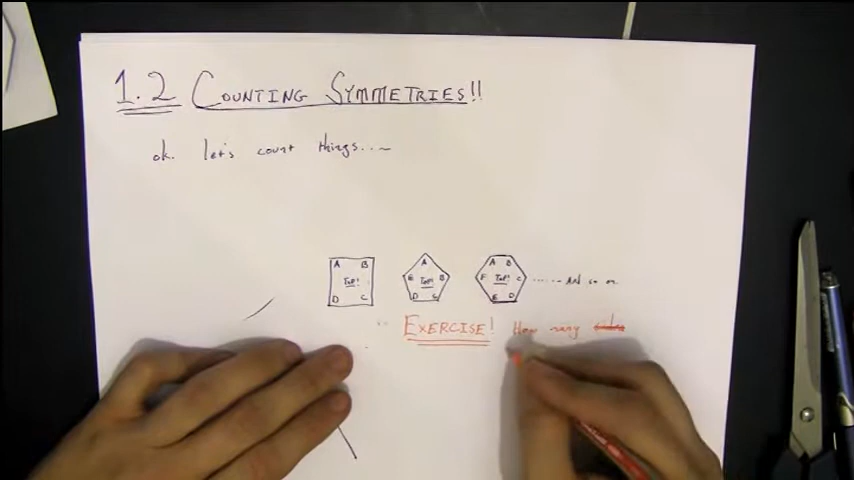 1.2 COUNTING SYMMETRIES!!
ok. let's count things....
A B
TOP!
D C
A
E TOP! B
D C
A B
F TOP! C
E D
...... And so on
EXERCISE! How many